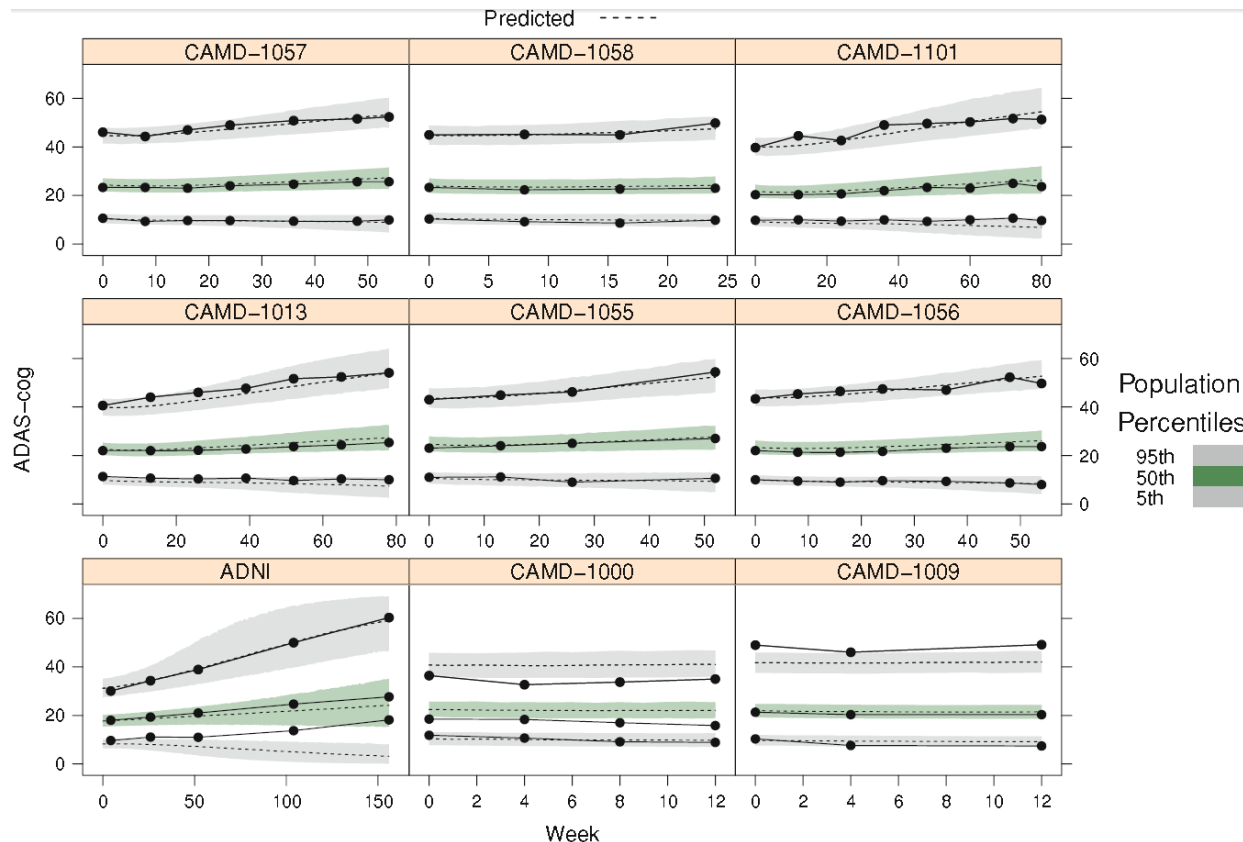 Predicted
CAMD-1057 CAMD-1058 CAMD-1101
60
40
20
0
0 10 20 30 40 50 0 5 10 15 20 25 0 20 40 60 80
CAMD-1013 CAMD-1055 CAMD-1056
60
40
20
0
0 20 40 60 80 0 10 20 30 40 50 0 10 20 30 40 50
ADNI CAMD-1000 CAMD-1009
60
40
20
0
0 50 100 150 0 2 4 6 8 10 12 0 2 4 6 8 10 12
ADAS-cog
Week
Population
Percentiles
95th
50th
5th